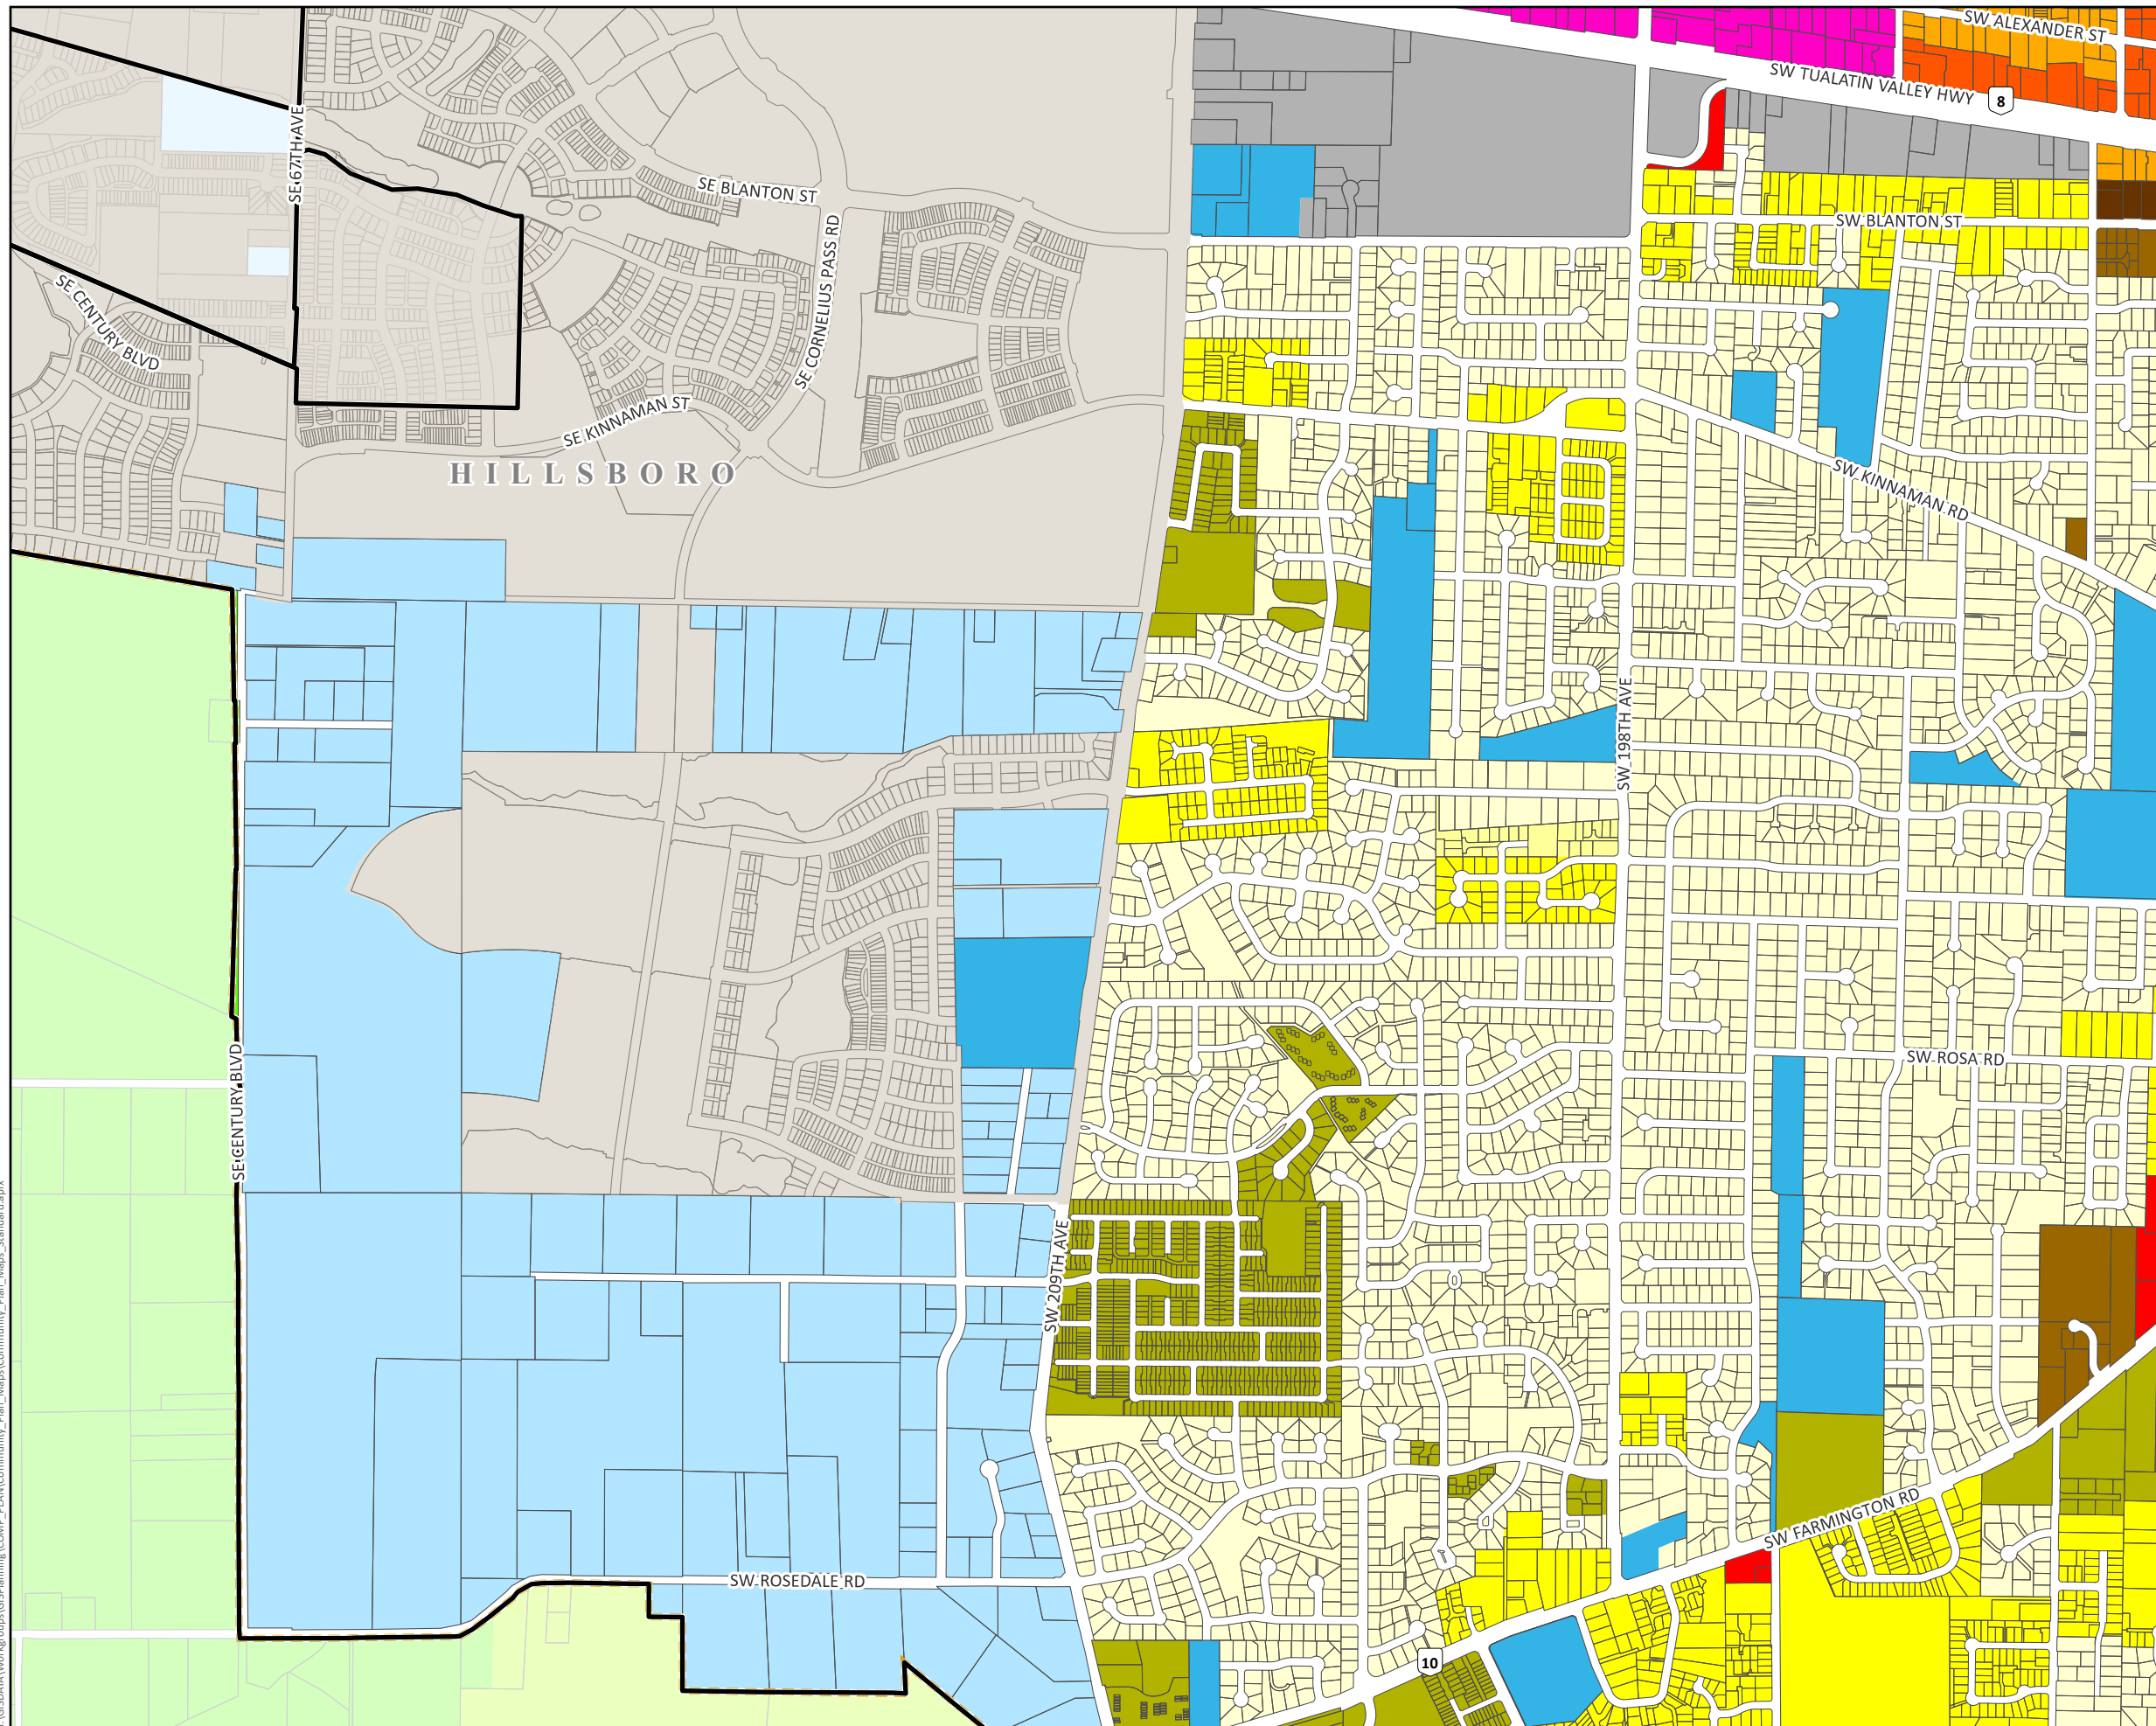 SW ALEXANDER ST
SW TUALATIN VALLEY HWY
8
SE 67TH AVE
SE BLANTON ST
SW BLANTON ST
SE CORNELIUS PASS RD
SE CENTURY BLVD
SE KINNAMAN ST
HILLSBORO
SW KINNAMAN RD
SW 198TH AVE
SW ROSA RD
SE CENTURY BLVD
SW 209TH AVE
SW FARMINGTON RD
SW ROSEDALE RD
10